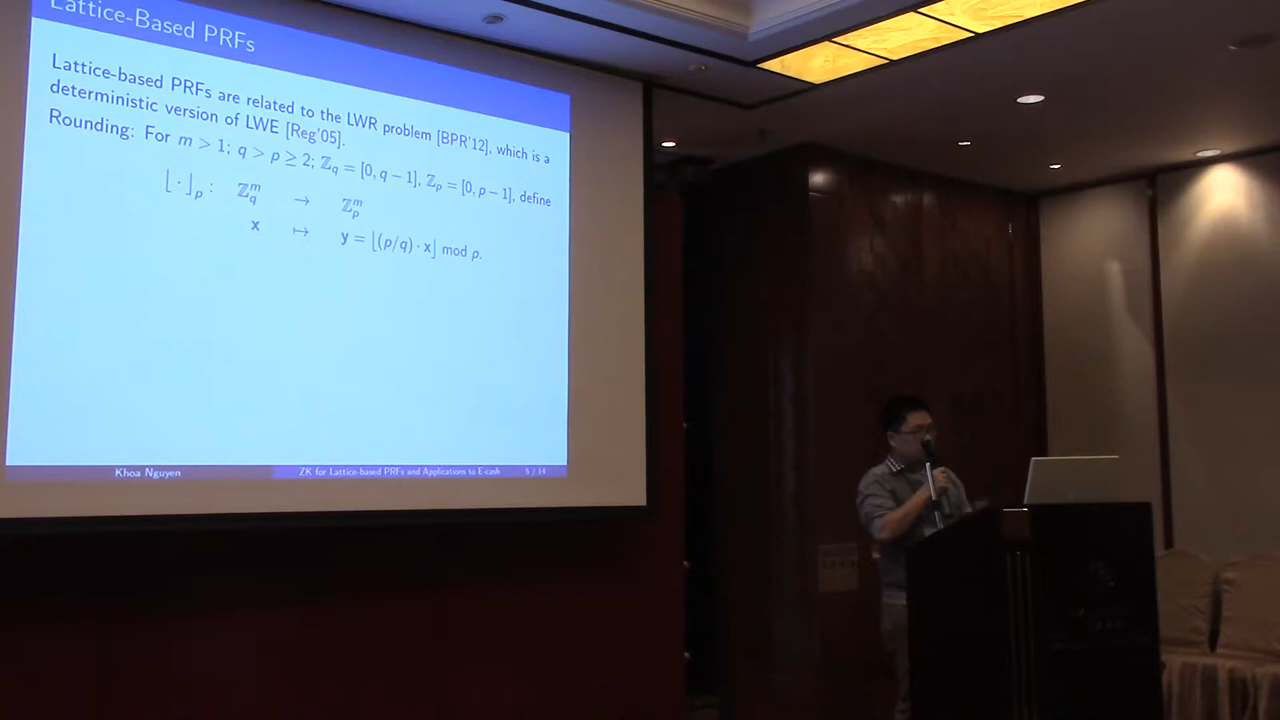 Lattice-Based PRFs
Lattice-based PRFs are related to the LWR problem [BPR'12], which is a
deterministic version of LWE [Reg'05].
Rounding: For m > 1; q > p ≥ 2; ℤq = [0, q − 1], ℤp = [0, p − 1], define
⌊·⌋p : ℤq^m → ℤp^m
x ↦ y = ⌊(p/q) · x⌋ mod p.
Khoa Nguyen ZK for Lattice-based PRFs and Applications to E-cash 5 / 14